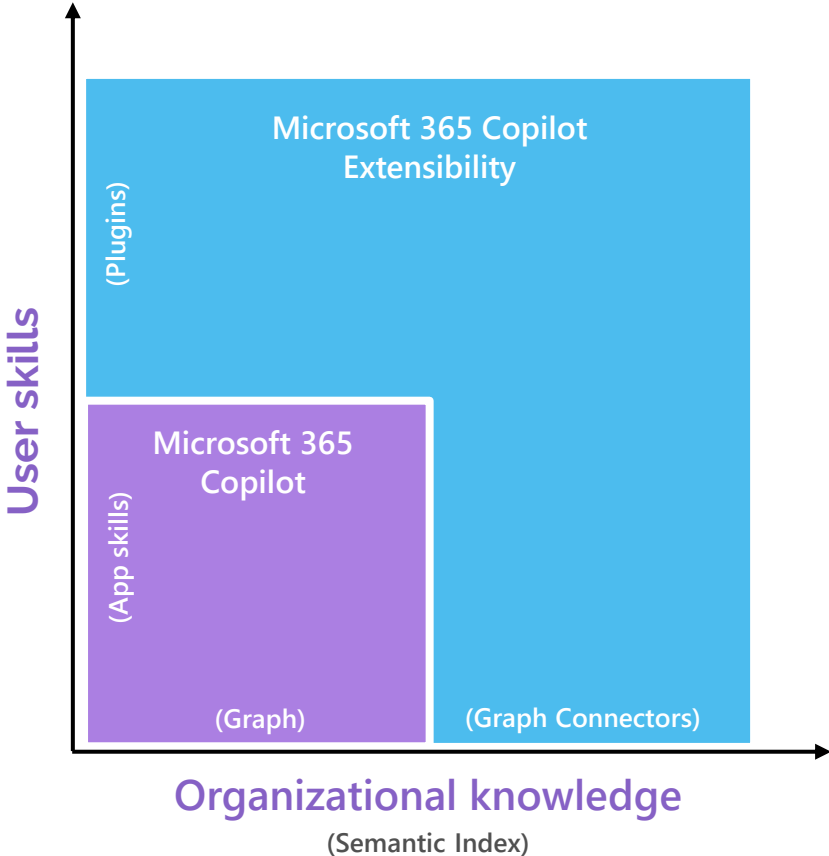 Microsoft 365 Copilot
Extensibility
(Plugins)
User skills
Microsoft 365
Copilot
(App skills)
(Graph)
(Graph Connectors)
Organizational knowledge
(Semantic Index)